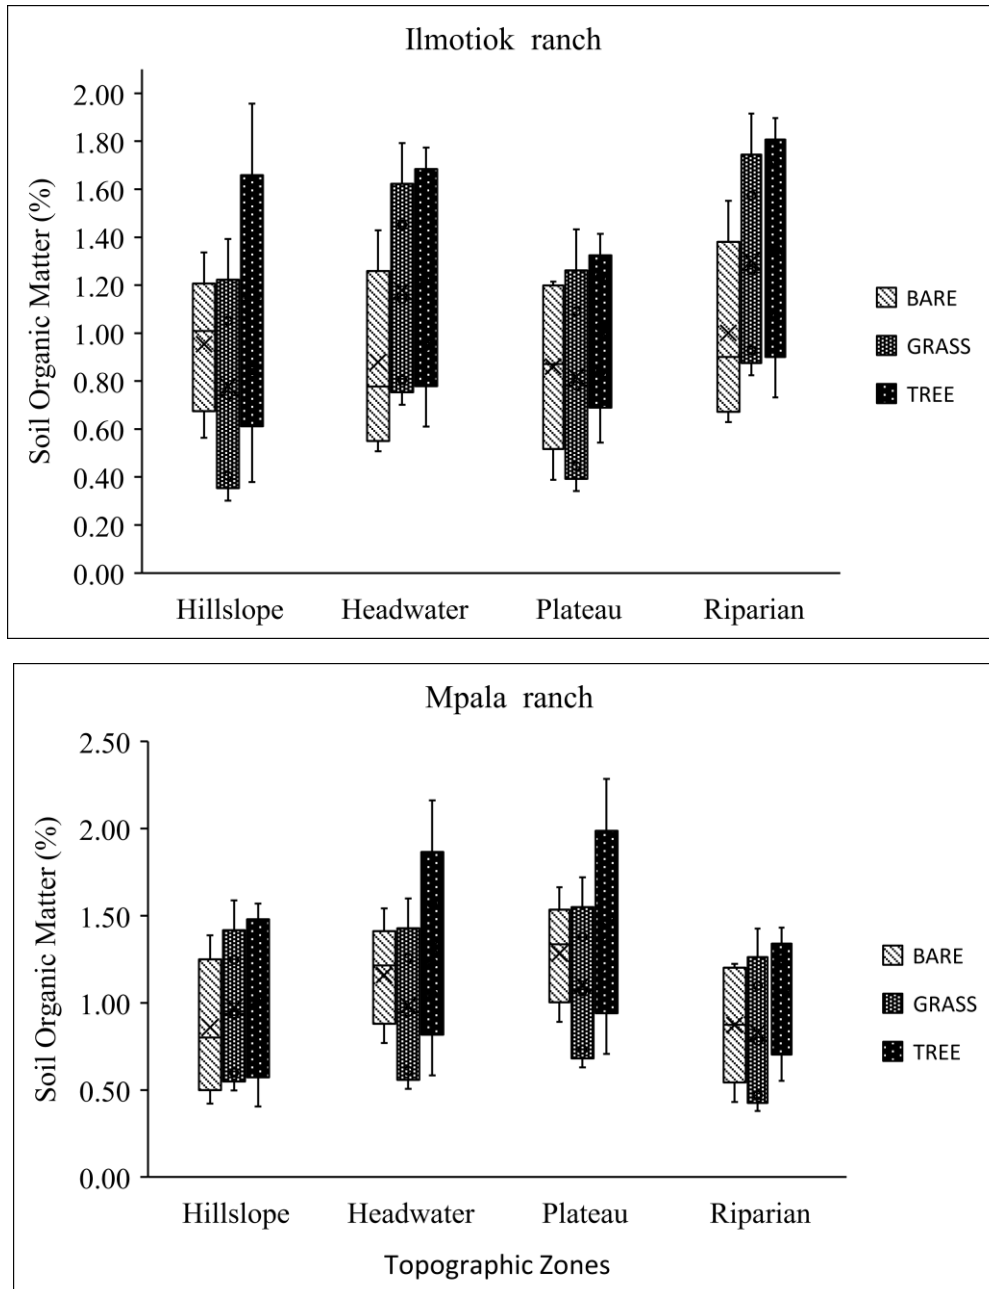 Ilmotiok ranch
Soil Organic Matter (%)
2.00
1.80
1.60
1.40
1.20
1.00
0.80
0.60
0.40
0.20
0.00
Hillslope Headwater Plateau Riparian
BARE
GRASS
TREE
Mpala ranch
Soil Organic Matter (%)
2.50
2.00
1.50
1.00
0.50
0.00
Hillslope Headwater Plateau Riparian
Topographic Zones
BARE
GRASS
TREE